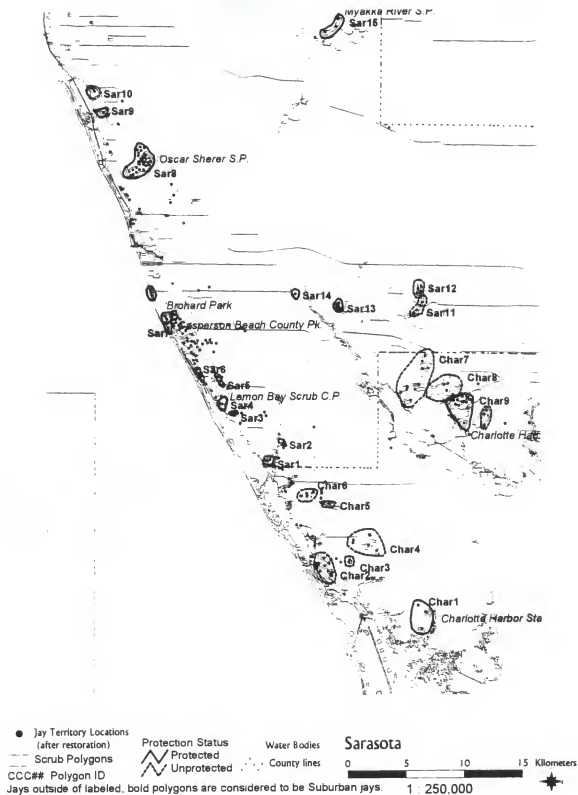 Myakka River S.P.
Sar15
Sar10
Sar9
Oscar Sherer S.P.
Sar8
Sar12
Sar14
Sar13
Sar11
Brohard Park
Casperson Beach County Pk.
Char7
Sar6
Char8
Sar5
Lemon Bay Scrub C.P
Sar4
Char9
Sar3
Charlotte
Sar2
Sar1
Char6
Char5
Char4
Char3
Char2
Char1
Charlotte Harbor Sta
Jay Territory Locations
(after restoration)
Scrub Polygons
CCC## Polygon ID
Protection Status
Protected
Unprotected
Water Bodies
County lines
Sarasota
0 5 10 15 Kilometers
Jays outside of labeled, bold polygons are considered to be Suburban jays.
1 : 250,000